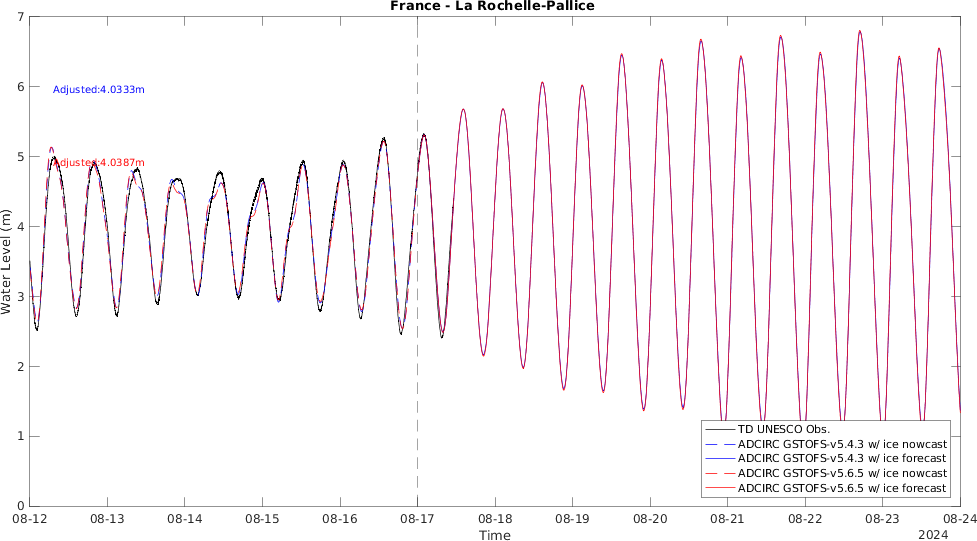 France - La Rochelle-Pallice
7
6
5
4
3
2
1
0
Water Level (m)
Adjusted:4.0333m
Adjusted:4.0387m
TD UNESCO Obs.
ADCIRC GSTOFS-v5.4.3 w/ ice nowcast
ADCIRC GSTOFS-v5.4.3 w/ ice forecast
ADCIRC GSTOFS-v5.6.5 w/ ice nowcast
ADCIRC GSTOFS-v5.6.5 w/ ice forecast
08-12 08-13 08-14 08-15 08-16 08-17 08-18 08-19 08-20 08-21 08-22 08-23 08-24
Time
2024